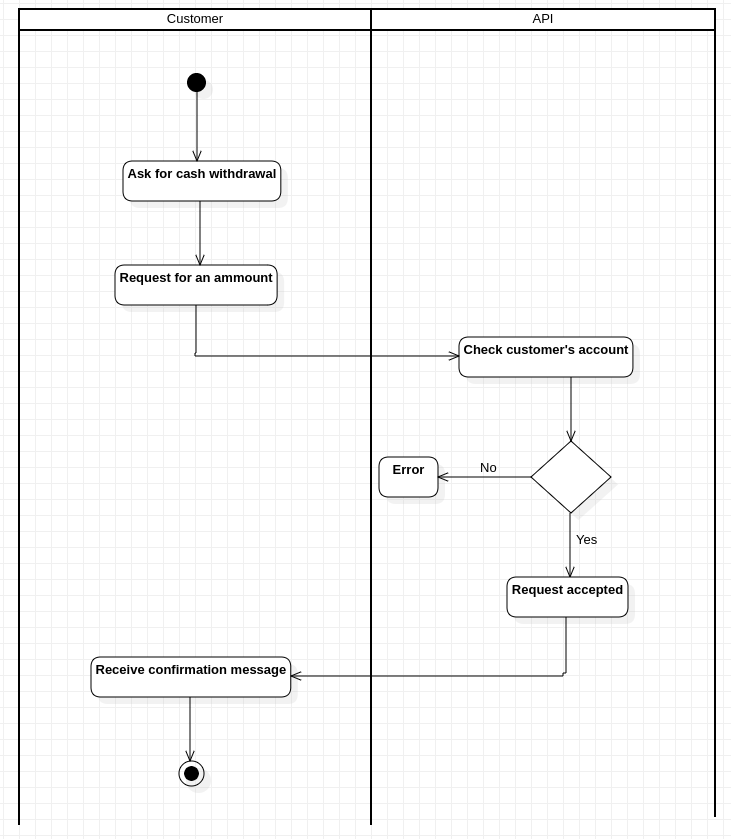 Customer
API
Ask for cash withdrawal
Request for an ammount
Check customer's account
Error
No
Yes
Request accepted
Receive confirmation message